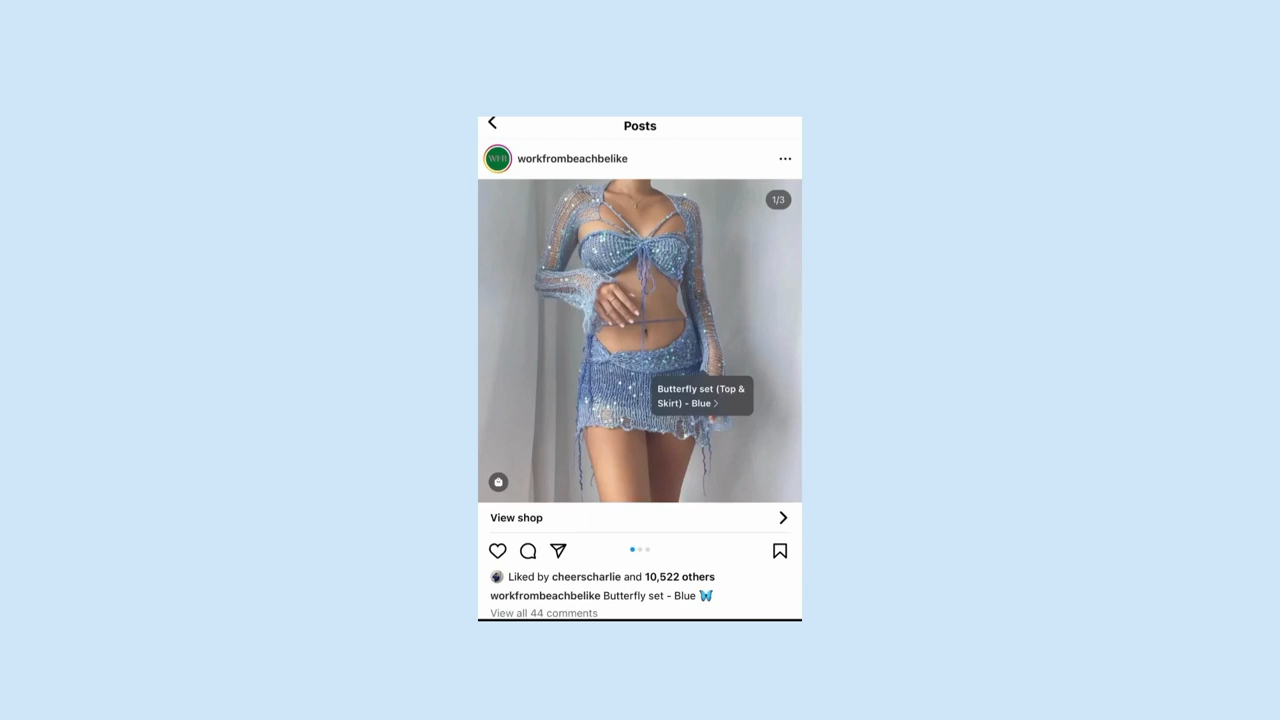 Posts
WFB
workfrombeachbelike
1/3
Butterfly set (Top &
Skirt) - Blue >
View shop
Liked by cheerscharlie and 10,522 others
workfrombeachbelike Butterfly set - Blue 🦋
View all 44 comments